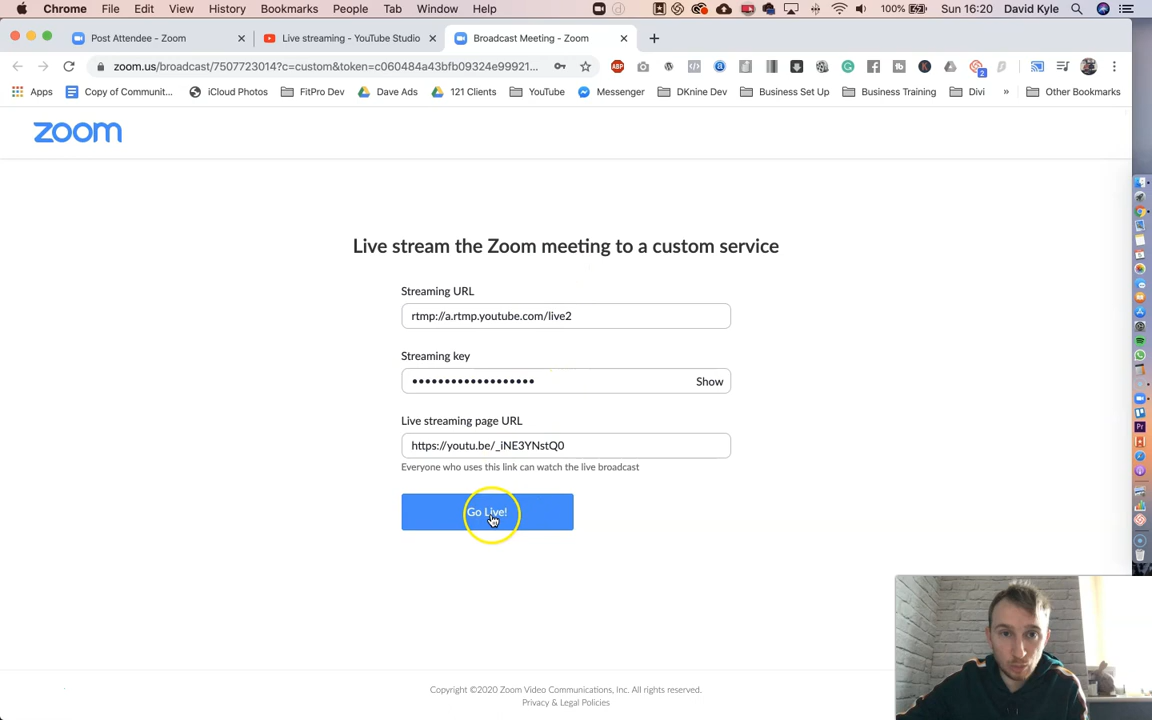 Chrome File Edit View History Bookmarks People Tab Window Help 100% Sun 16:20 David Kyle
Post Attendee - Zoom Live streaming - YouTube Studio Broadcast Meeting - Zoom
zoom.us/broadcast/7507723014?c=custom&token=c060484a43bfb09324e99921... ABP 2
Apps Copy of Communit... iCloud Photos FitPro Dev Dave Ads 121 Clients YouTube Messenger DKnine Dev Business Set Up Business Training Divi » Other Bookmarks
zoom
Live stream the Zoom meeting to a custom service
Streaming URL
rtmp://a.rtmp.youtube.com/live2
Streaming key
••••••••••••••••••• Show
Live streaming page URL
https://youtu.be/_iNE3YNstQ0
Everyone who uses this link can watch the live broadcast
Go Live!
Copyright ©2020 Zoom Video Communications, Inc. All rights reserved.
Privacy & Legal Policies